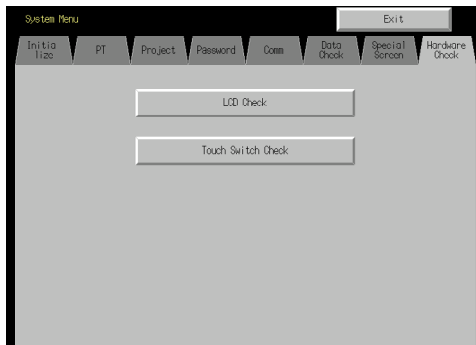 System Menu
Exit
Initia
lize
PT
Project
Password
Comm
Data
Check
Special
Screen
Hardware
Check
LCD Check
Touch Switch Check